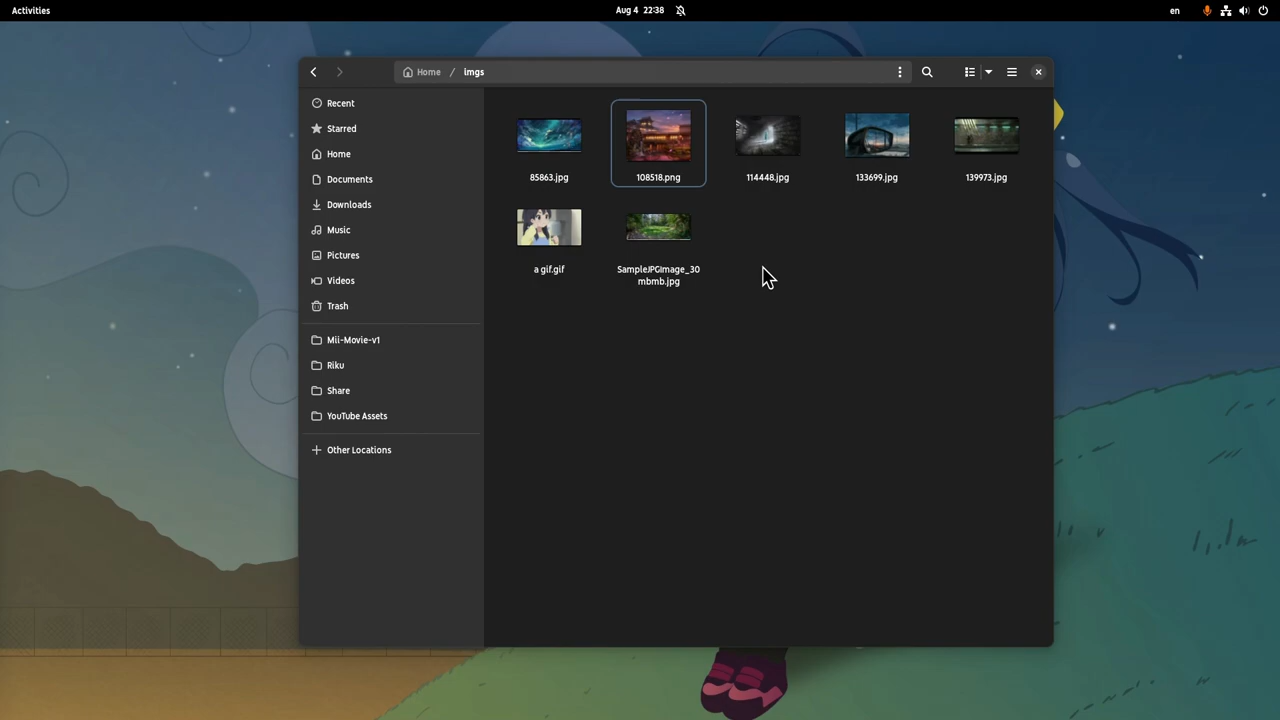 Activities
Aug 4 22:38
en
Home / imgs
Recent
Starred
Home
Documents
Downloads
Music
Pictures
Videos
Trash
Mii-Movie-v1
Riku
Share
YouTube Assets
Other Locations
85863.jpg
108518.png
114448.jpg
133699.jpg
139973.jpg
a gif.gif
SampleJPGImage_30
mbmb.jpg